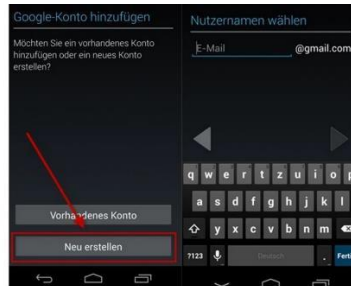 Google-Konto hinzufügen
Möchten Sie ein vorhandenes Konto
hinzufügen oder ein neues Konto
erstellen?
Vorhandenes Konto
Neu erstellen
Nutzernamen wählen
E-Mail @gmail.com
q w e r t z u i o p
a s d f g h j k l
y x c v b n m
?123 Deutsch . Ferti